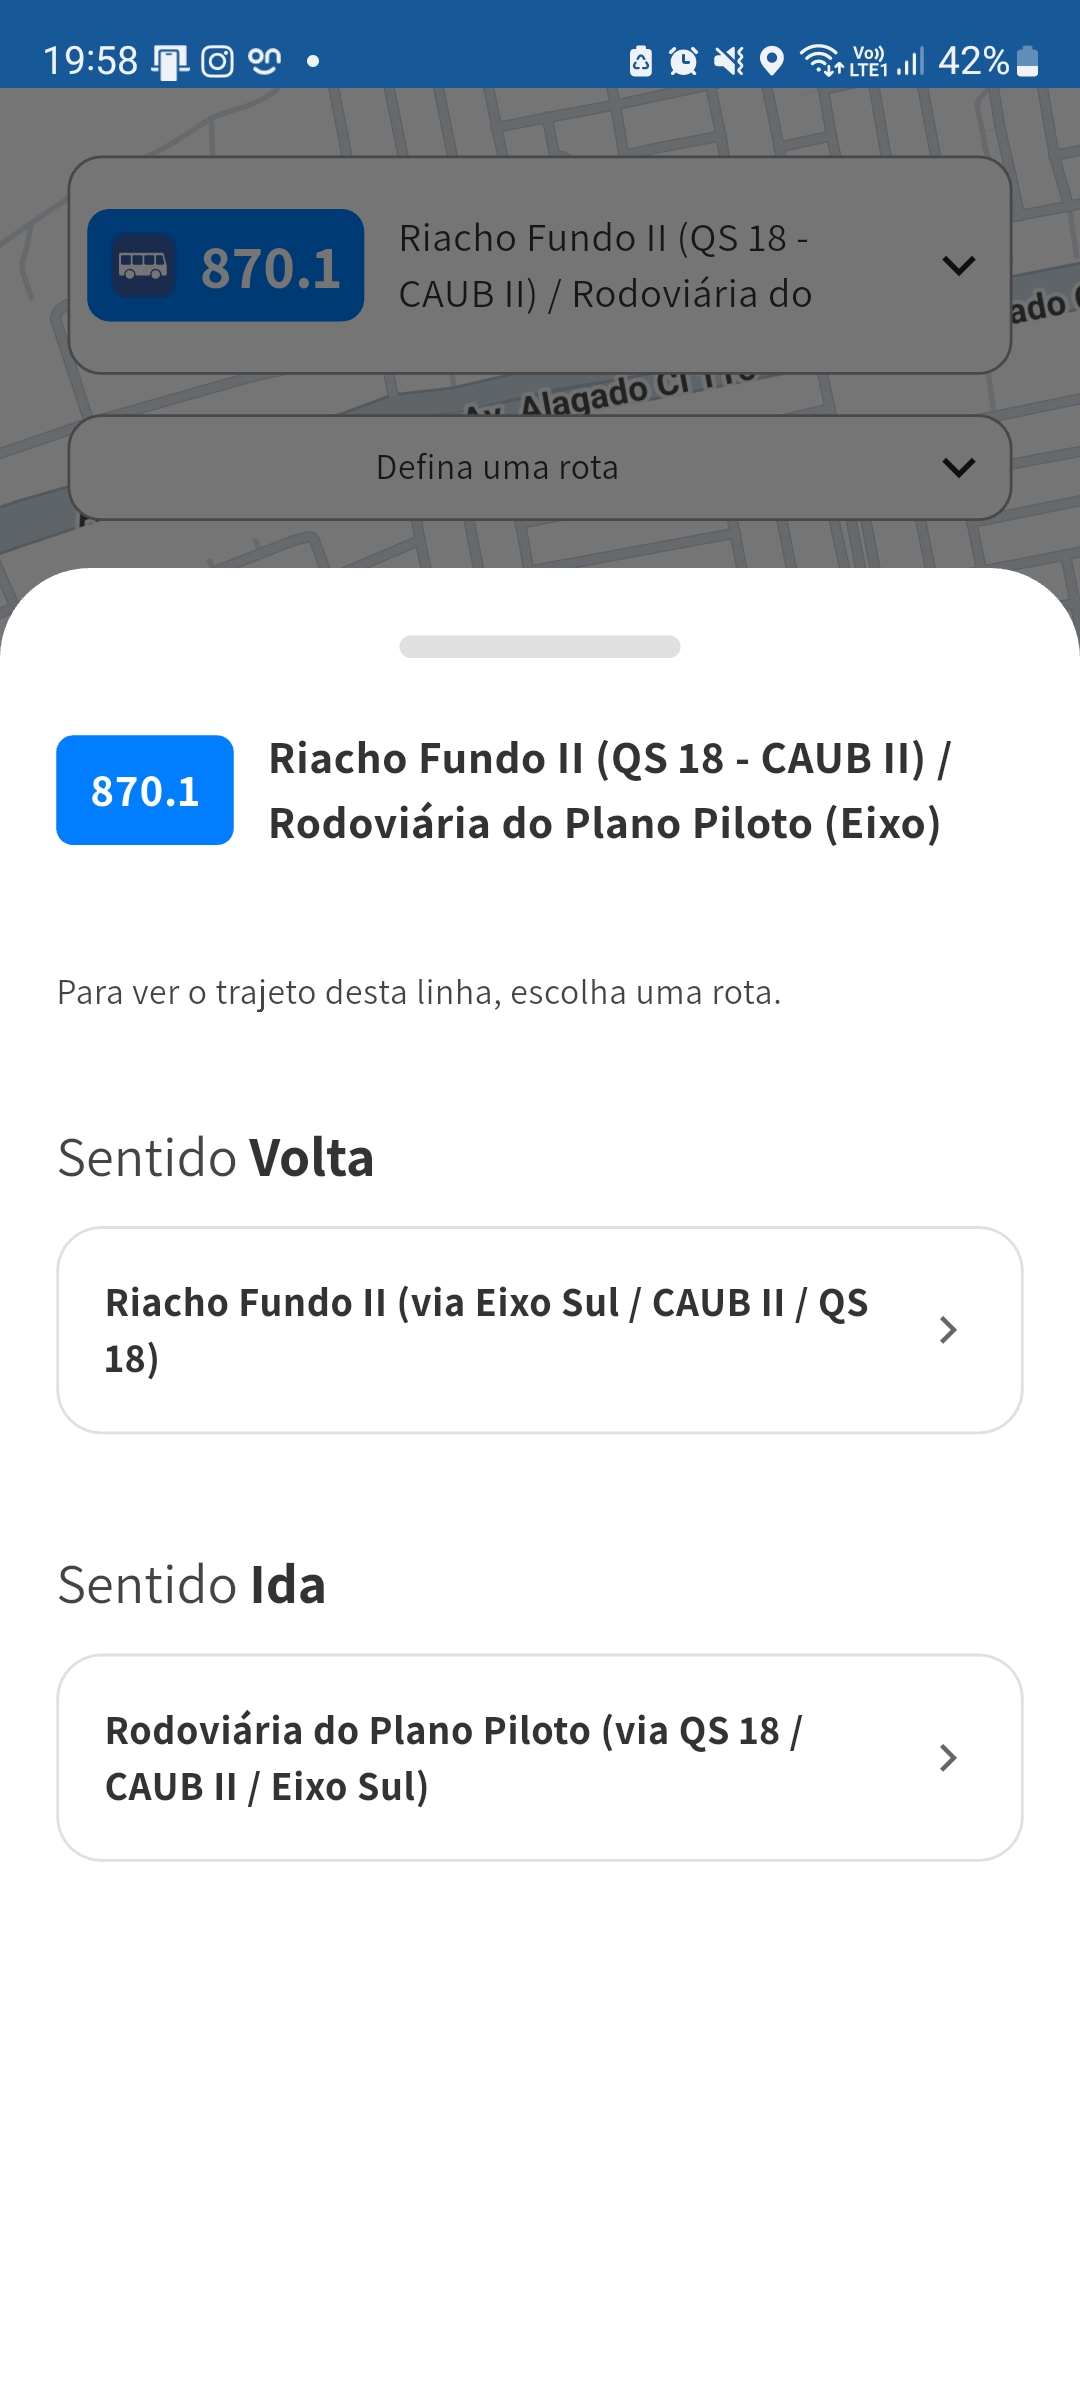 19:58
Vo)) LTE1 42%
870.1
Riacho Fundo II (QS 18 -
CAUB II) / Rodoviária do
Av. Alagado
Defina uma rota
870.1
Riacho Fundo II (QS 18 - CAUB II) /
Rodoviária do Plano Piloto (Eixo)
Para ver o trajeto desta linha, escolha uma rota.
Sentido Volta
Riacho Fundo II (via Eixo Sul / CAUB II / QS
18)
Sentido Ida
Rodoviária do Plano Piloto (via QS 18 /
CAUB II / Eixo Sul)